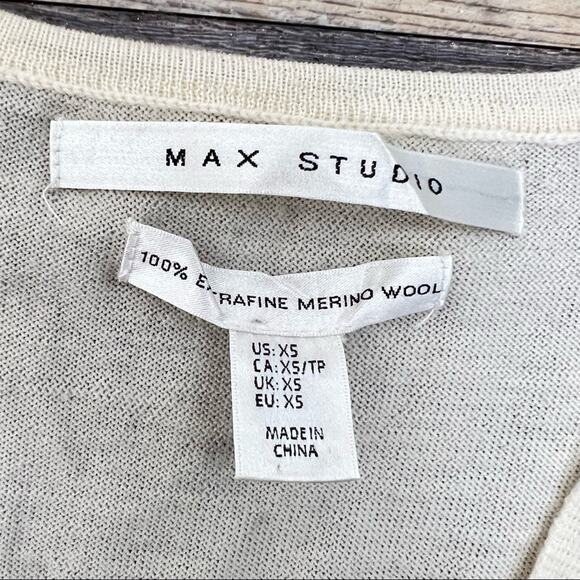 MAX STUDIO
100% EXTRAFINE MERINO WOOL
US: XS
CA: XS/TP
UK: XS
EU: XS
MADE IN
CHINA